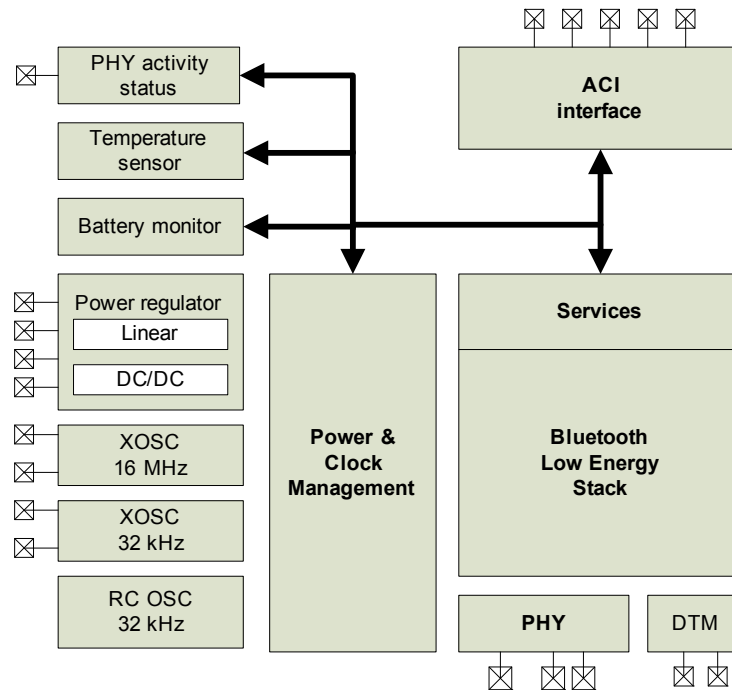 PHY activity
status
ACI
interface
Temperature
sensor
Battery monitor
Power regulator
Linear
DC/DC
Services
XOSC
16 MHz
Power &
Clock
Management
Bluetooth
Low Energy
Stack
XOSC
32 kHz
RC OSC
32 kHz
PHY
DTM